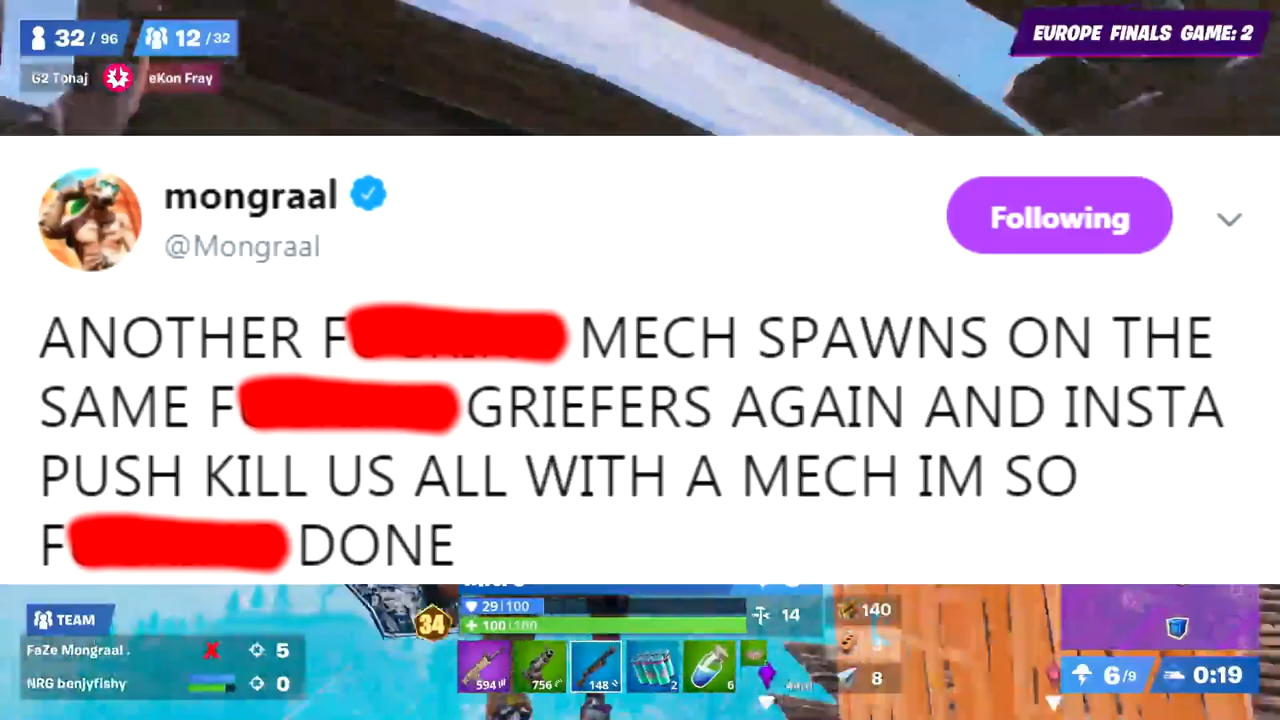 32 / 96 12 / 32
EUROPE FINALS GAME: 2
G2 Tohaj eKon Fray
mongraal
@Mongraal
Following
ANOTHER F MECH SPAWNS ON THE
SAME F GRIEFERS AGAIN AND INSTA
PUSH KILL US ALL WITH A MECH IM SO
F DONE
TEAM
FaZe Mongraal . X 5
NRG benjyfishy 0
34
29 | 100
+ 100 | 100
14
594 756 148 2 6
140
3
8
6/9 0:19